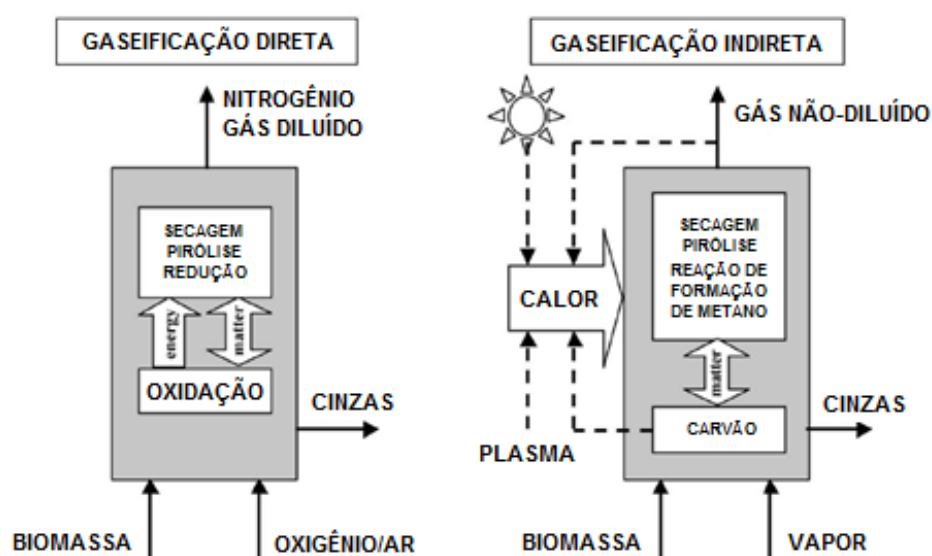 GASEIFICAÇÃO DIRETA
NITROGÊNIO
GÁS DILUÍDO
SECAGEM
PIRÓLISE
REDUÇÃO
energy
matter
OXIDAÇÃO
CINZAS
BIOMASSA
OXIGÊNIO/AR
GASEIFICAÇÃO INDIRETA
GÁS NÃO-DILUÍDO
SECAGEM
PIRÓLISE
REAÇÃO DE
FORMAÇÃO
DE METANO
CALOR
matter
CARVÃO
CINZAS
PLASMA
BIOMASSA
VAPOR